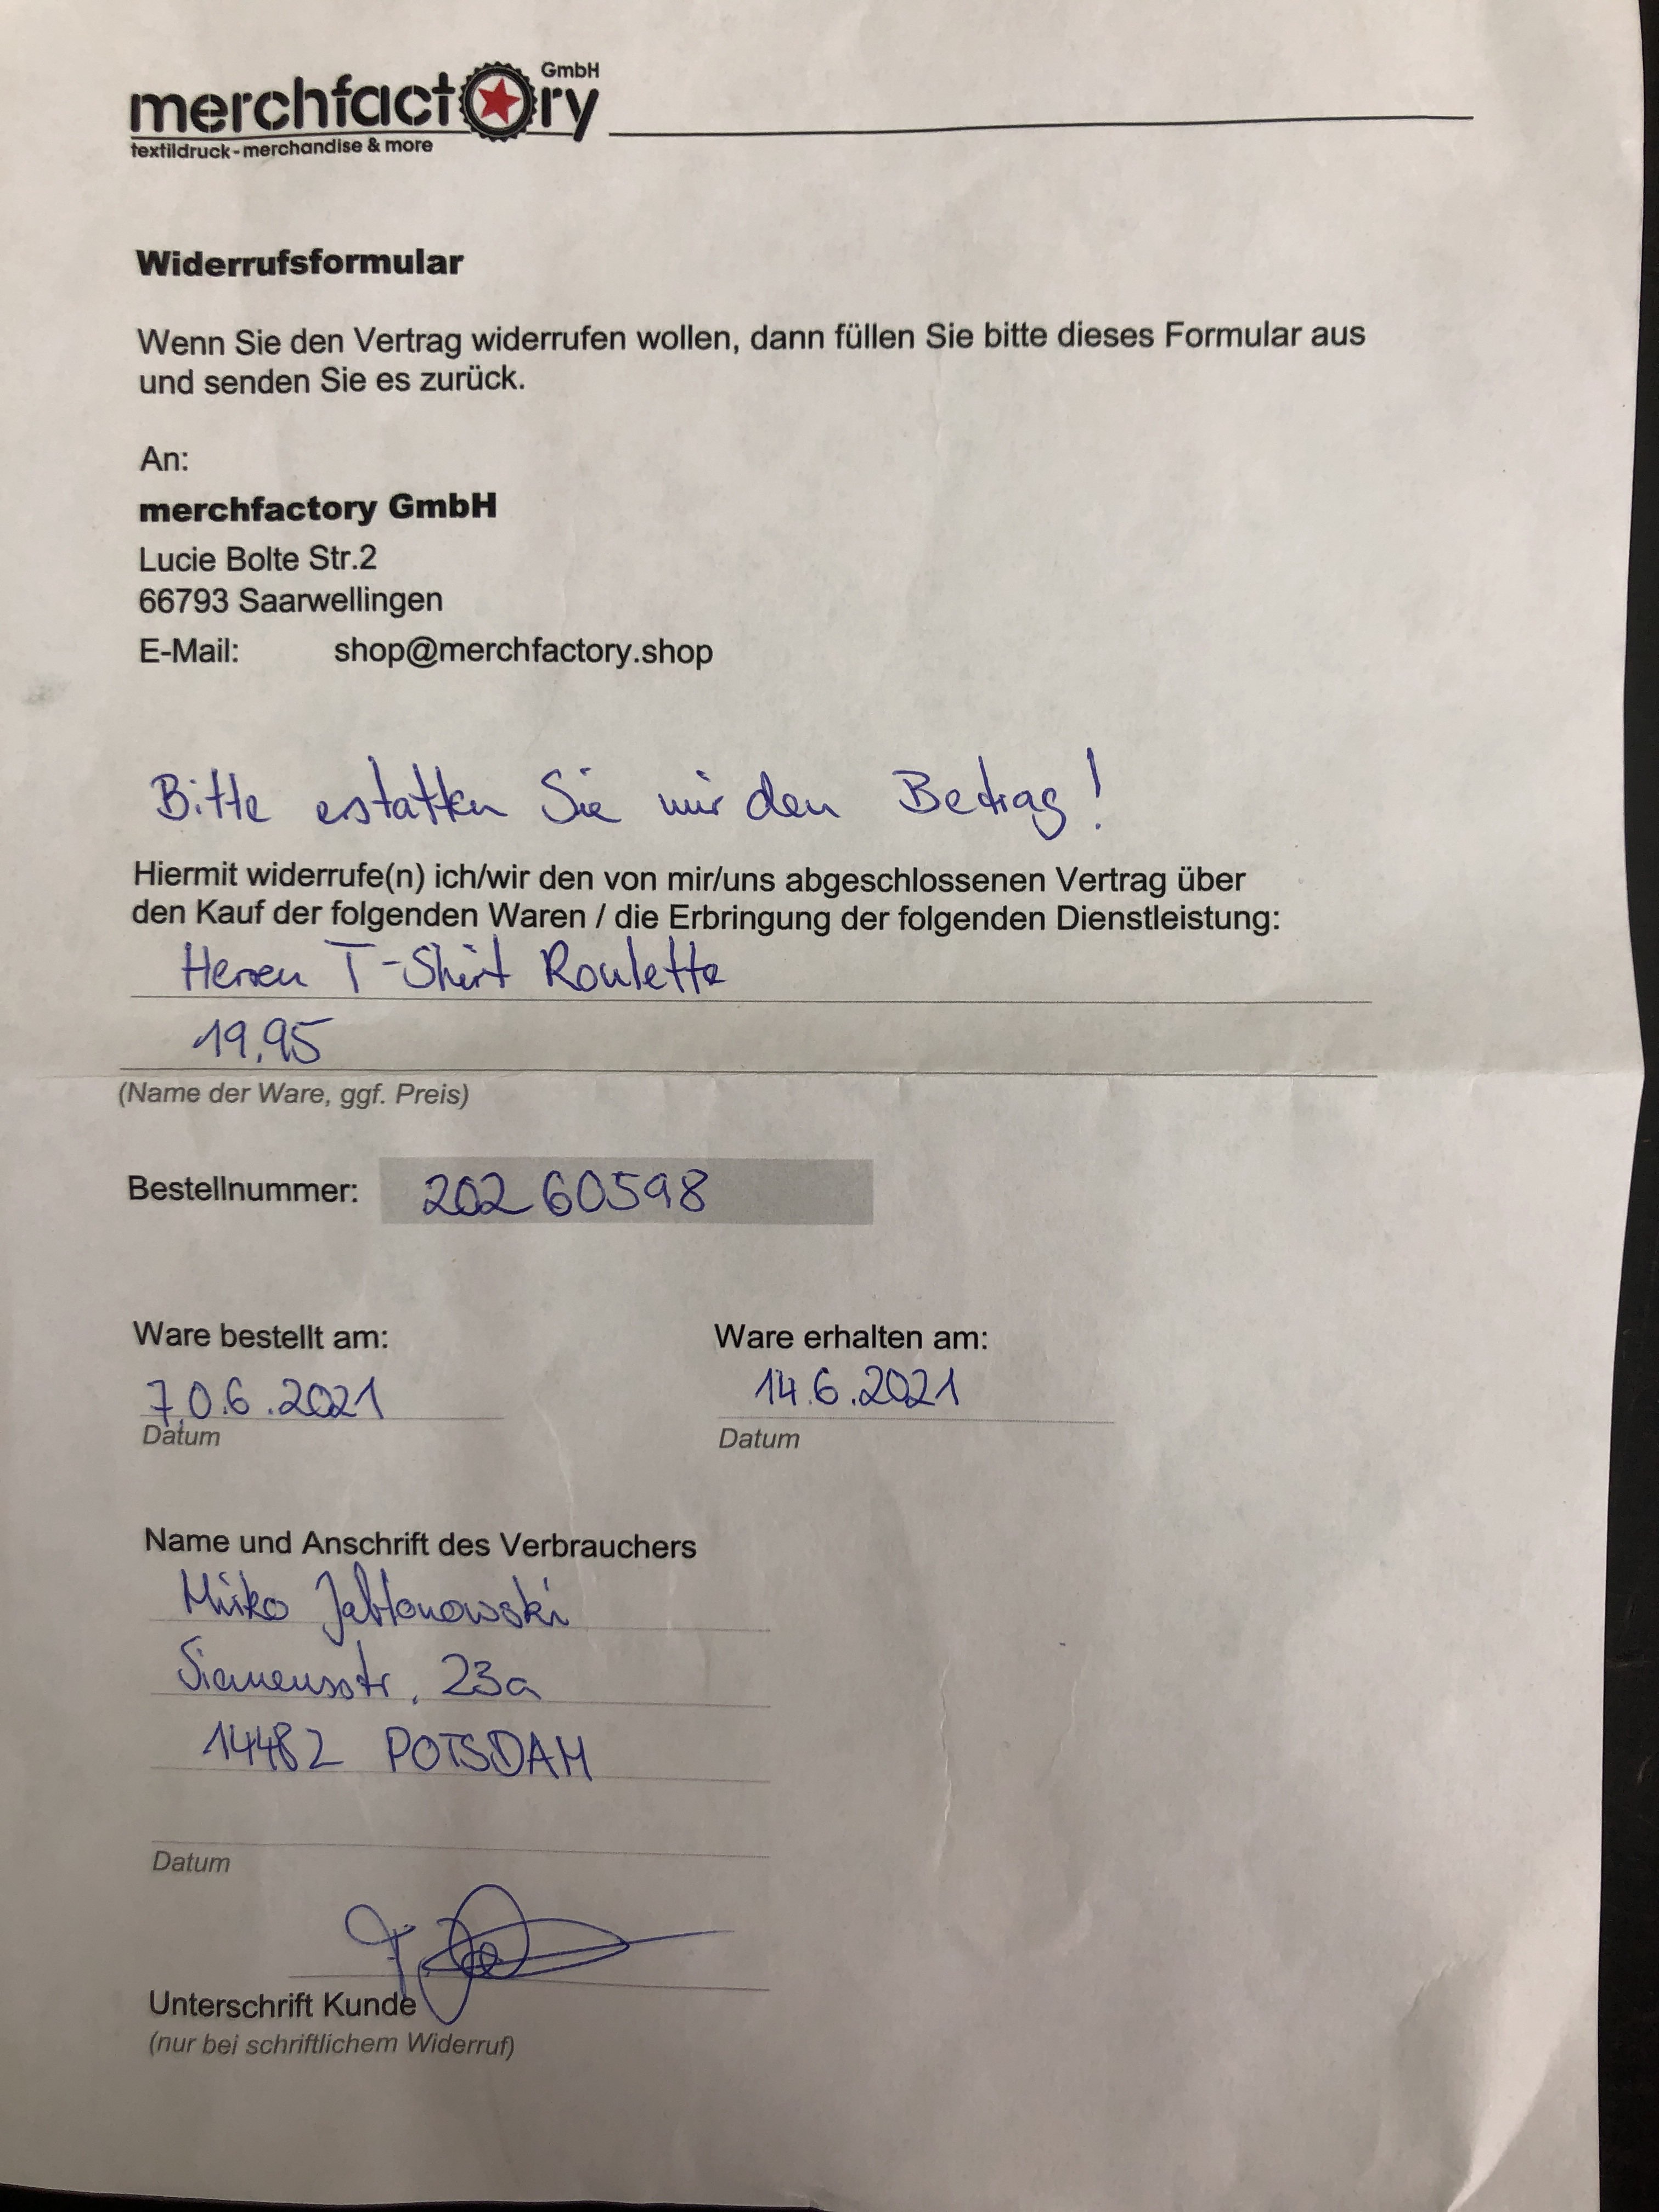 merchfactory GmbH
textildruck - merchandise & more
Widerrufsformular
Wenn Sie den Vertrag widerrufen wollen, dann füllen Sie bitte dieses Formular aus
und senden Sie es zurück.
An:
merchfactory GmbH
Lucie Bolte Str.2
66793 Saarwellingen
E-Mail: shop@merchfactory.shop
Bitte erstatten Sie mir den Betrag!
Hiermit widerrufe(n) ich/wir den von mir/uns abgeschlossenen Vertrag über
den Kauf der folgenden Waren / die Erbringung der folgenden Dienstleistung:
Herren T-Shirt Roulette
19,95
(Name der Ware, ggf. Preis)
Bestellnummer: 20260598
Ware bestellt am: Ware erhalten am:
7.0.6.2021 14.6.2021
Datum Datum
Name und Anschrift des Verbrauchers
Mirko Jablonowski
Siemensstr. 23a
14482 POTSDAM
Datum
Unterschrift Kunde
(nur bei schriftlichem Widerruf)